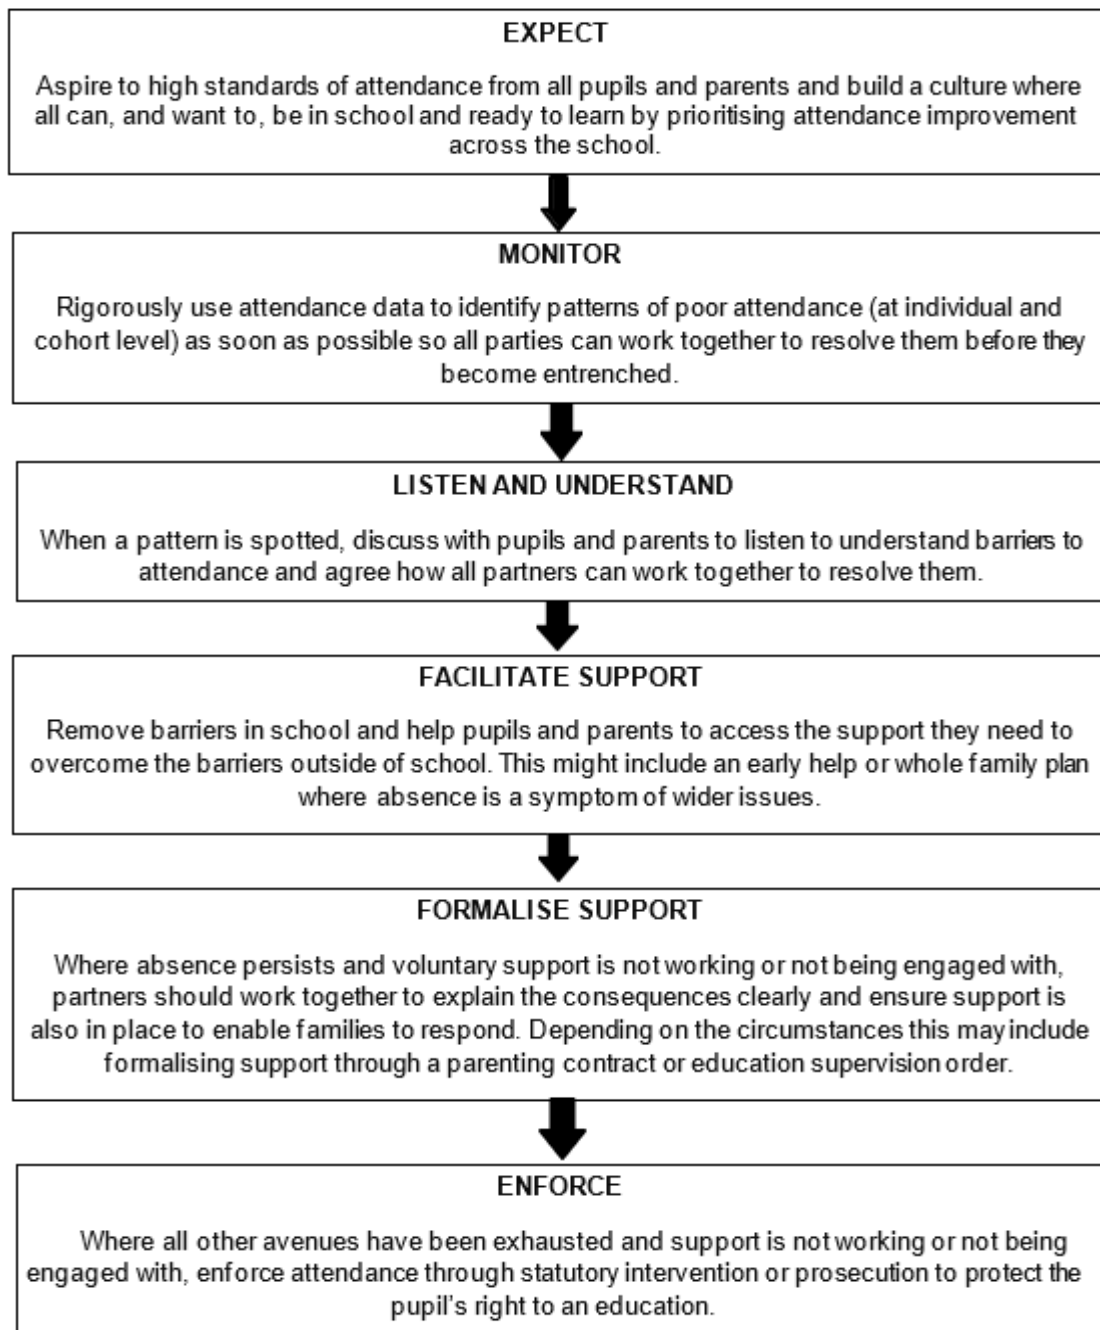 EXPECT
Aspire to high standards of attendance from all pupils and parents and build a culture where
all can, and want to, be in school and ready to learn by prioritising attendance improvement
across the school.
MONITOR
Rigorously use attendance data to identify patterns of poor attendance (at individual and
cohort level) as soon as possible so all parties can work together to resolve them before they
become entrenched.
LISTEN AND UNDERSTAND
When a pattern is spotted, discuss with pupils and parents to listen to understand barriers to
attendance and agree how all partners can work together to resolve them.
FACILITATE SUPPORT
Remove barriers in school and help pupils and parents to access the support they need to
overcome the barriers outside of school. This might include an early help or whole family plan
where absence is a symptom of wider issues.
FORMALISE SUPPORT
Where absence persists and voluntary support is not working or not being engaged with,
partners should work together to explain the consequences clearly and ensure support is
also in place to enable families to respond. Depending on the circumstances this may include
formalising support through a parenting contract or education supervision order.
ENFORCE
Where all other avenues have been exhausted and support is not working or not being
engaged with, enforce attendance through statutory intervention or prosecution to protect the
pupil's right to an education.